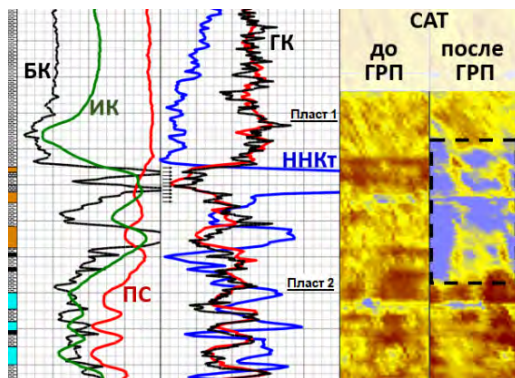 САТ
до
ГРП
после
ГРП
БК
ИК
ГК
Пласт 1
ННКт
ПС
Пласт 2